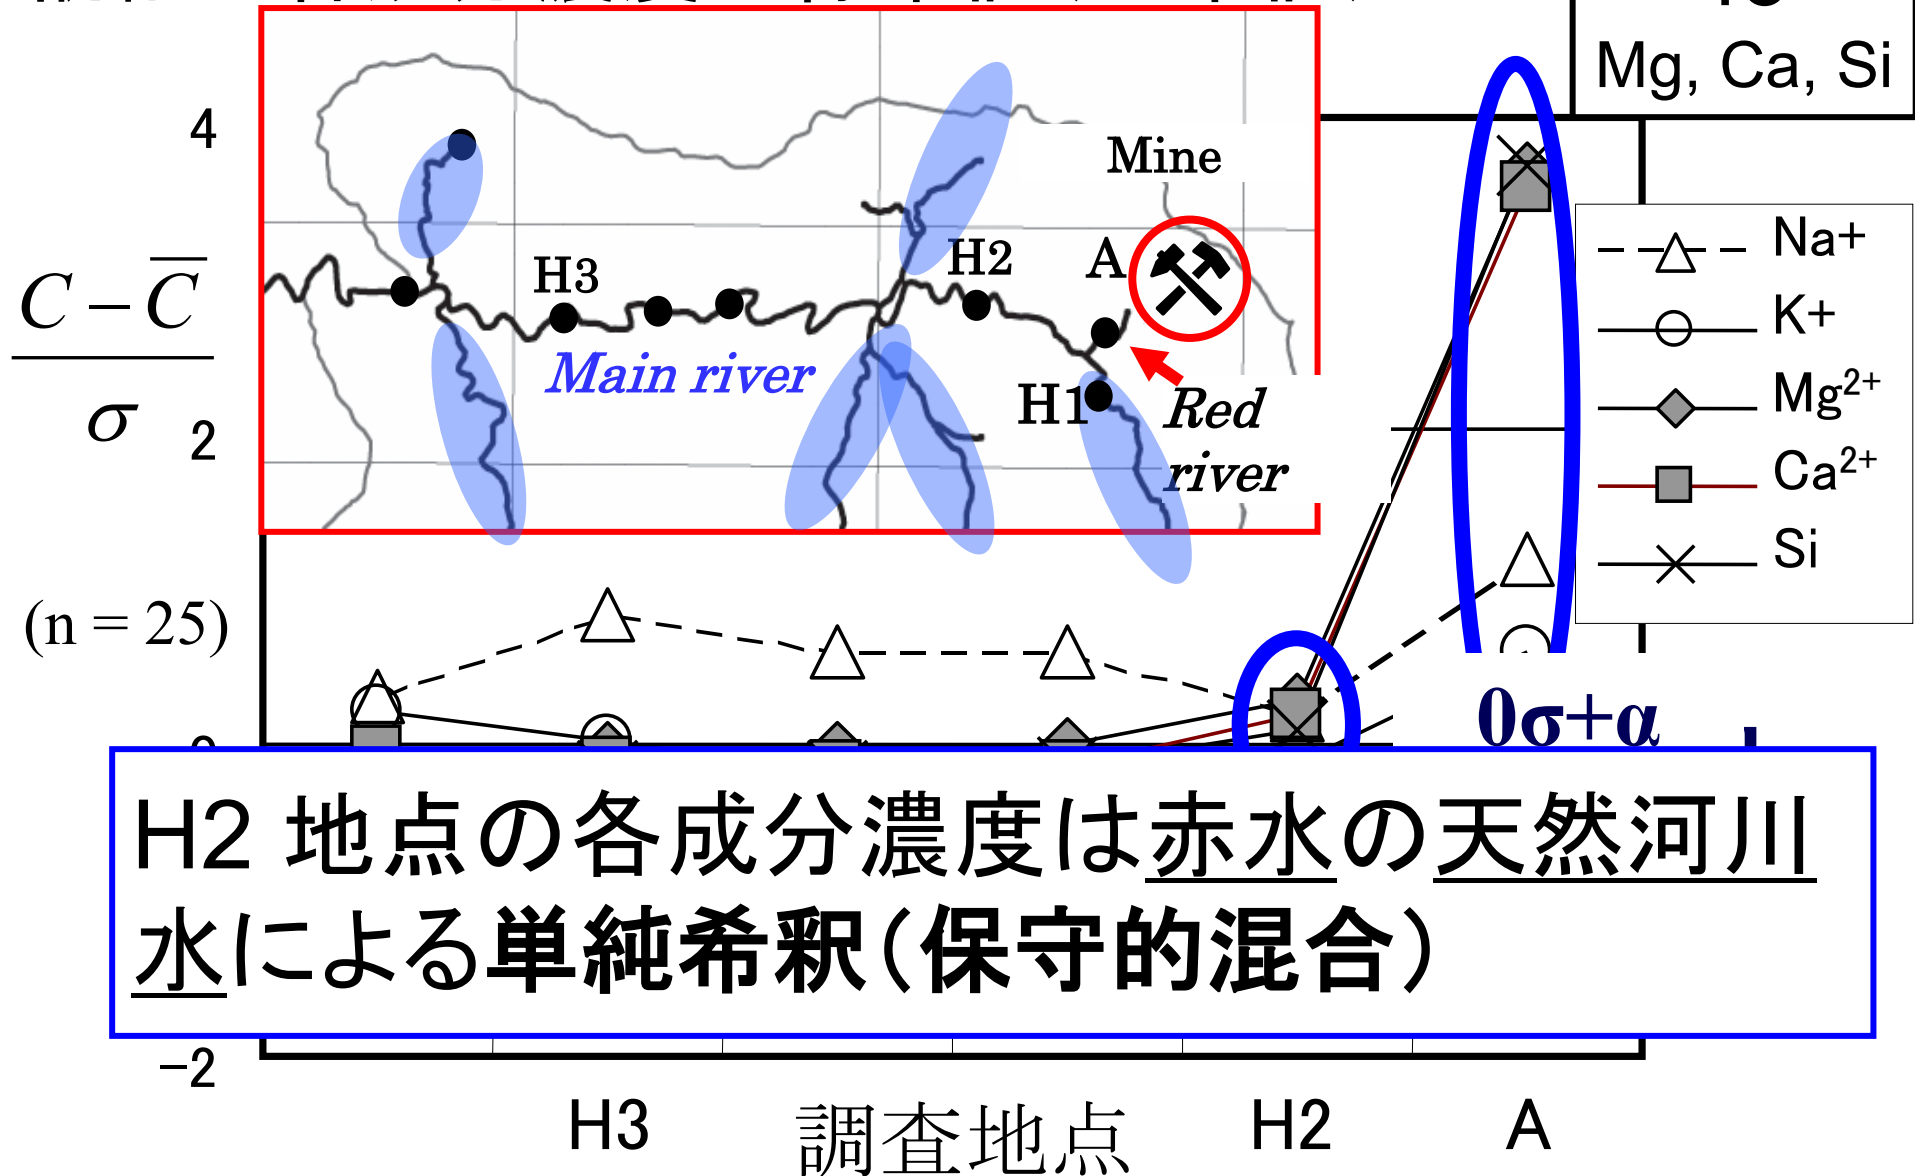 Mg, Ca, Si
4
C − C̅
σ
2
(n = 25)
−2
Mine
A
H2
H3
Main river
H1
Red
river
Na+
K+
Mg²⁺
Ca²⁺
Si
0σ+α
H2 地点の各成分濃度は赤水の天然河川
水による単純希釈(保守的混合)
H3
調査地点
H2
A